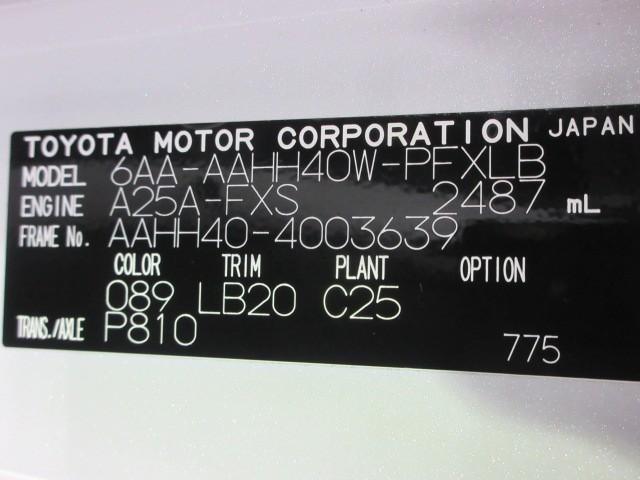 TOYOTA MOTOR CORPORATION JAPAN
MODEL 6AA-AAHH40W-PFXLB
ENGINE A25A-FXS 2487 mL
FRAME No. AAHH40-4003639
COLOR TRIM PLANT OPTION
089 LB20 C25
TRANS./AXLE P810
775